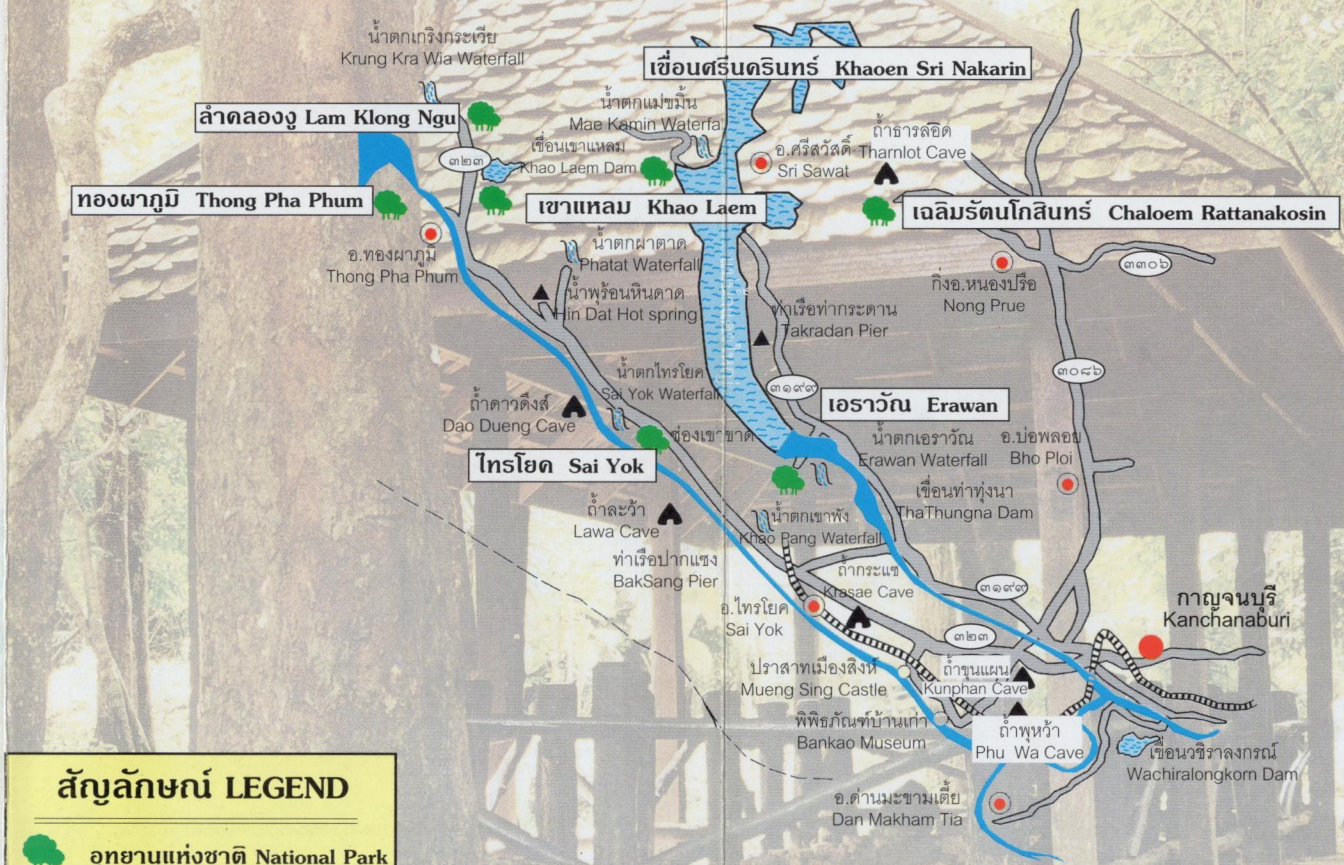 น้ำตกเกริงกระเวีย
Krung Kra Wia Waterfall
เขื่อนศรีนครินทร์ Khaoen Sri Nakarin
ลำคลองงู Lam Klong Ngu
น้ำตกแม่ขมิ้น
Mae Kamin Waterfa
ถ้ำธารลอด
Tharnlot Cave
๓๒๓
เขื่อนเขาแหลม
Khao Laem Dam
อ.ศรีสวัสดิ์
Sri Sawat
ทองผาภูมิ Thong Pha Phum
เขาแหลม Khao Laem
เฉลิมรัตนโกสินทร์ Chaloem Rattanakosin
อ.ทองผาภูมิ
Thong Pha Phum
น้ำตกผาตาด
Phatat Waterfall
๓๓๐๖
กิ่งอ.หนองปรือ
Nong Prue
น้ำพุร้อนหินดาด
Hin Dat Hot spring
ท่าเรือท่ากระดาน
Takradan Pier
น้ำตกไทรโยค
Sai Yok Waterfall
๓๑๙๙
๓๐๘๖
ถ้ำดาวดึงส์
Dao Dueng Cave
เอราวัณ Erawan
ช่องเขาขาด
น้ำตกเอราวัณ
Erawan Waterfall
อ.บ่อพลอย
Bho Ploi
ไทรโยค Sai Yok
เขื่อนท่าทุ่งนา
ThaThungna Dam
ถ้ำละว้า
Lawa Cave
น้ำตกเขาพัง
Khao Pang Waterfall
ท่าเรือปากแซง
BakSang Pier
ถ้ำกระแซ
Krasae Cave
๓๑๙๙
อ.ไทรโยค
Sai Yok
กาญจนบุรี
Kanchanaburi
๓๒๓
ปราสาทเมืองสิงห์
Mueng Sing Castle
ถ้ำขุนแผน
Kunphan Cave
พิพิธภัณฑ์บ้านเก่า
Bankao Museum
ถ้ำพุหว้า
Phu Wa Cave
เขื่อนวชิราลงกรณ์
Wachiralongkorn Dam
อ.ด่านมะขามเตี้ย
Dan Makham Tia
สัญลักษณ์ LEGEND
อทยานแห่งชาติ National Park